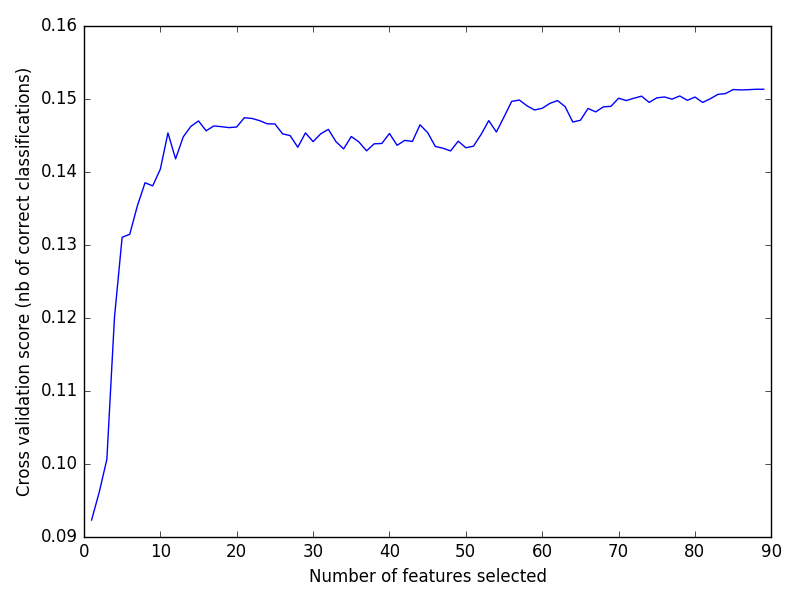 0.16
0.15
0.14
0.13
0.12
0.11
0.10
0.09
Cross validation score (nb of correct classifications)
0 10 20 30 40 50 60 70 80 90
Number of features selected